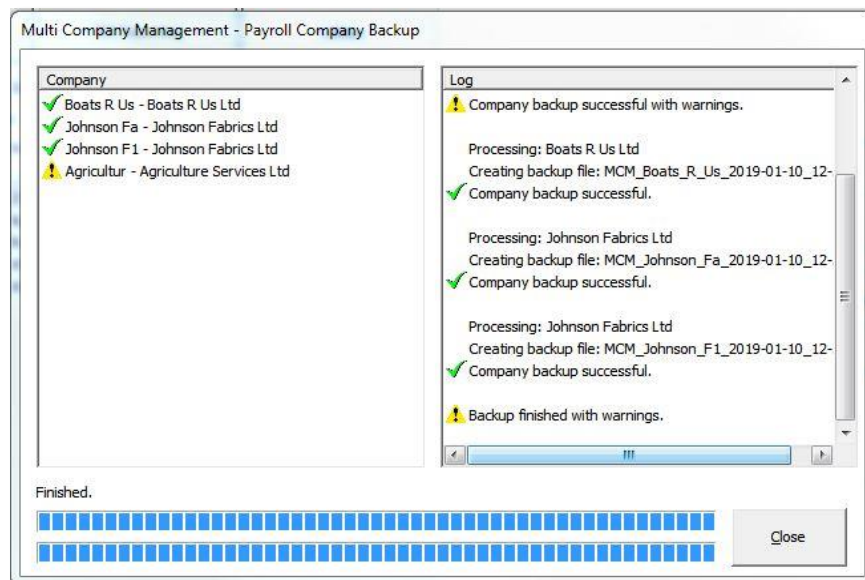 Multi Company Management - Payroll Company Backup
Company
Boats R Us - Boats R Us Ltd
Johnson Fa - Johnson Fabrics Ltd
Johnson F1 - Johnson Fabrics Ltd
Agricultur - Agriculture Services Ltd
Log
Company backup successful with warnings.
Processing: Boats R Us Ltd
Creating backup file: MCM_Boats_R_Us_2019-01-10_12-
Company backup successful.
Processing: Johnson Fabrics Ltd
Creating backup file: MCM_Johnson_Fa_2019-01-10_12-
Company backup successful.
Processing: Johnson Fabrics Ltd
Creating backup file: MCM_Johnson_F1_2019-01-10_12-
Company backup successful.
Backup finished with warnings.
Finished.
Close